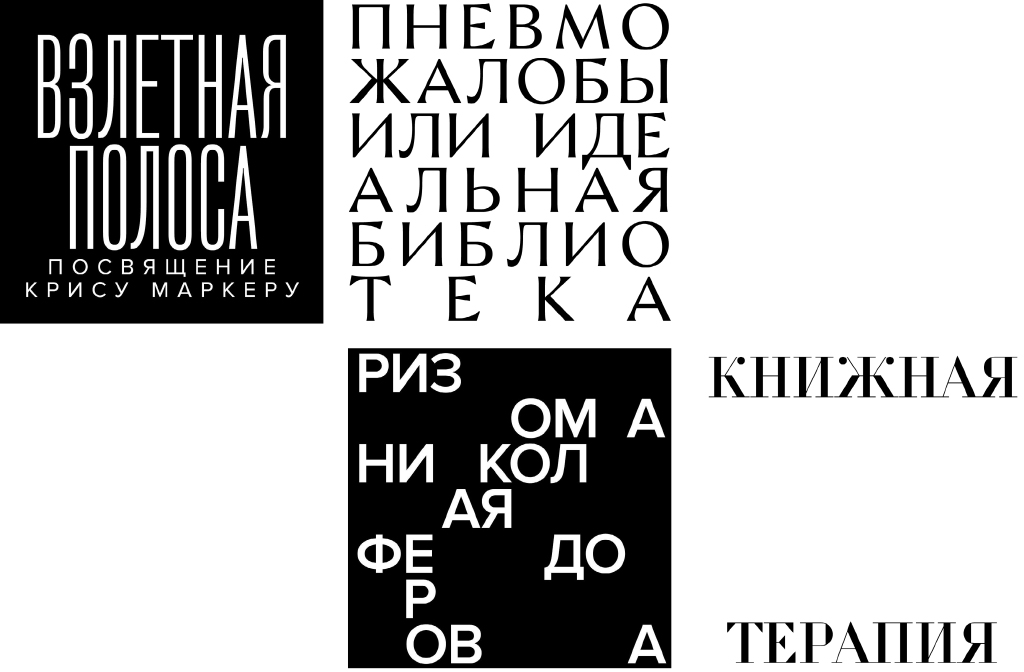 ВЗЛЕТНАЯ
ПОЛОСА
ПОСВЯЩЕНИЕ
КРИСУ МАРКЕРУ
ПНЕВМО
ЖАЛОБЫ
ИЛИ ИДЕ
АЛЬНАЯ
БИБЛИО
ТЕКА
РИЗ
ОМ А
НИ КОЛ
АЯ
ФЕ ДО
Р
ОВ А
КНИЖНАЯ
ТЕРАПИЯ